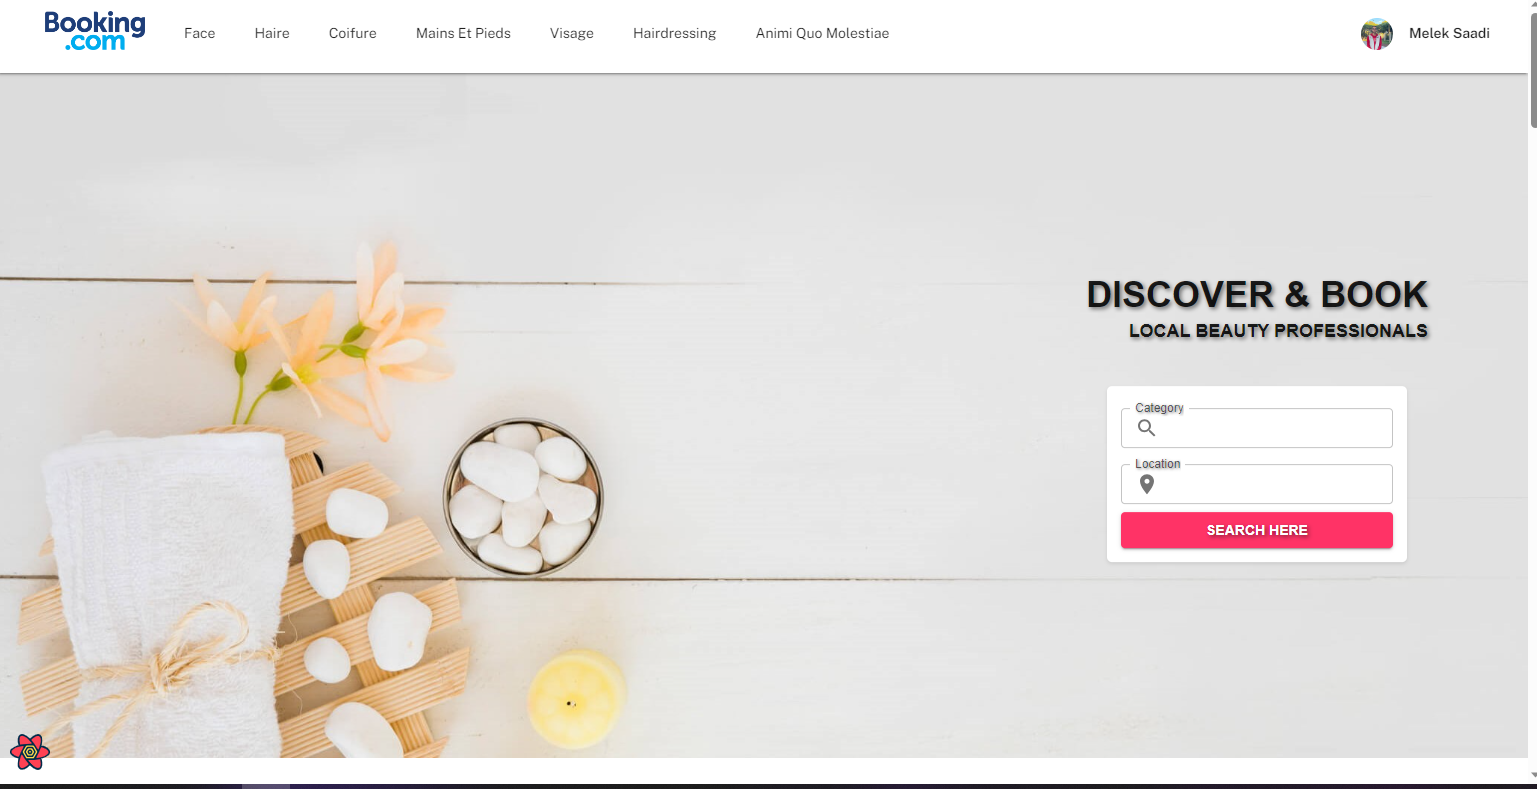 Booking
.com
Face Haire Coifure Mains Et Pieds Visage Hairdressing Animi Quo Molestiae Melek Saadi
DISCOVER & BOOK
LOCAL BEAUTY PROFESSIONALS
Category
Location
SEARCH HERE